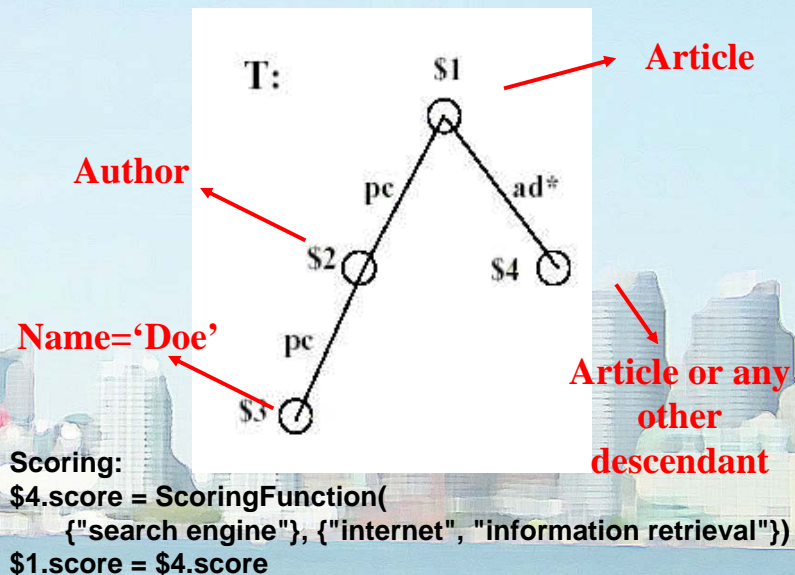 T:
$1
Article
Author
pc
ad*
$2
$4
Name=‘Doe’
pc
Article or any
other
descendant
$3
Scoring:
$4.score = ScoringFunction(
{"search engine"}, {"internet", "information retrieval"})
$1.score = $4.score